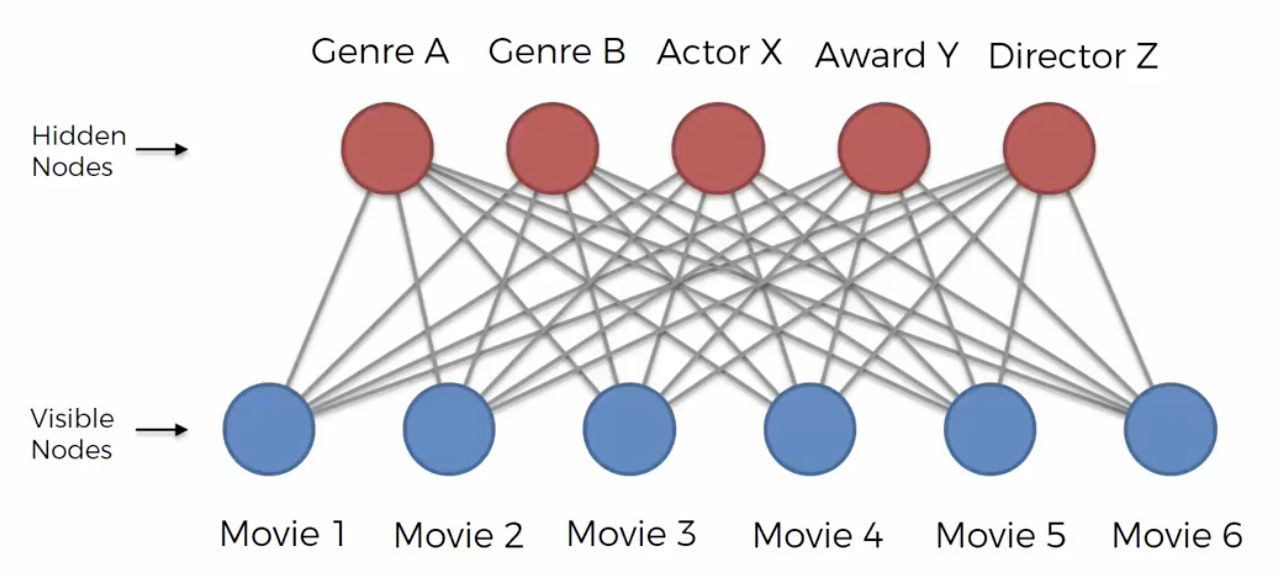 Genre A Genre B Actor X Award Y Director Z
Hidden
Nodes
Visible
Nodes
Movie 1 Movie 2 Movie 3 Movie 4 Movie 5 Movie 6